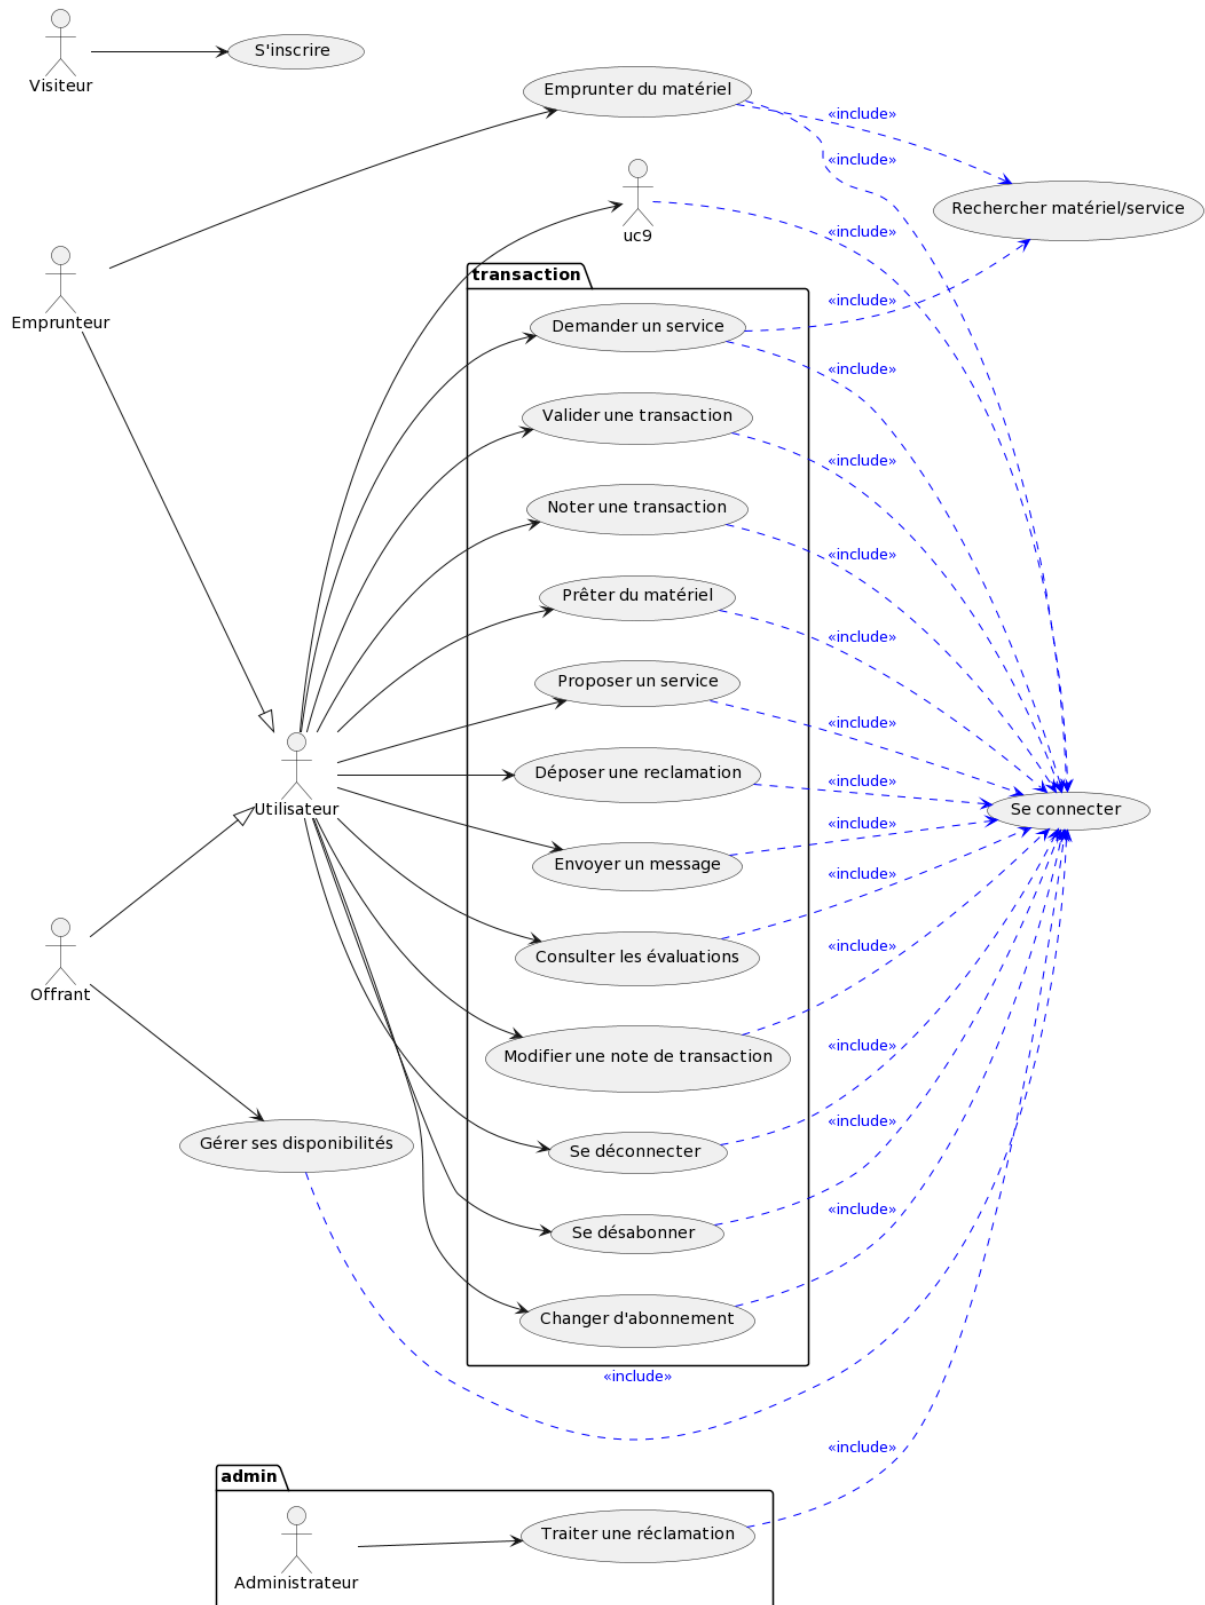 S'inscrire
Visiteur
Emprunter du matériel
«include»
«include»
Rechercher matériel/service
uc9
«include»
Emprunteur
transaction
«include»
Demander un service
«include»
Valider une transaction
«include»
Noter une transaction
«include»
Prêter du matériel
«include»
Proposer un service
«include»
Déposer une reclamation
«include»
Utilisateur
Se connecter
«include»
Envoyer un message
«include»
Consulter les évaluations
«include»
Offrant
Modifier une note de transaction
«include»
Gérer ses disponibilités
Se déconnecter
«include»
Se désabonner
«include»
Changer d'abonnement
«include»
«include»
admin
Traiter une réclamation
Administrateur